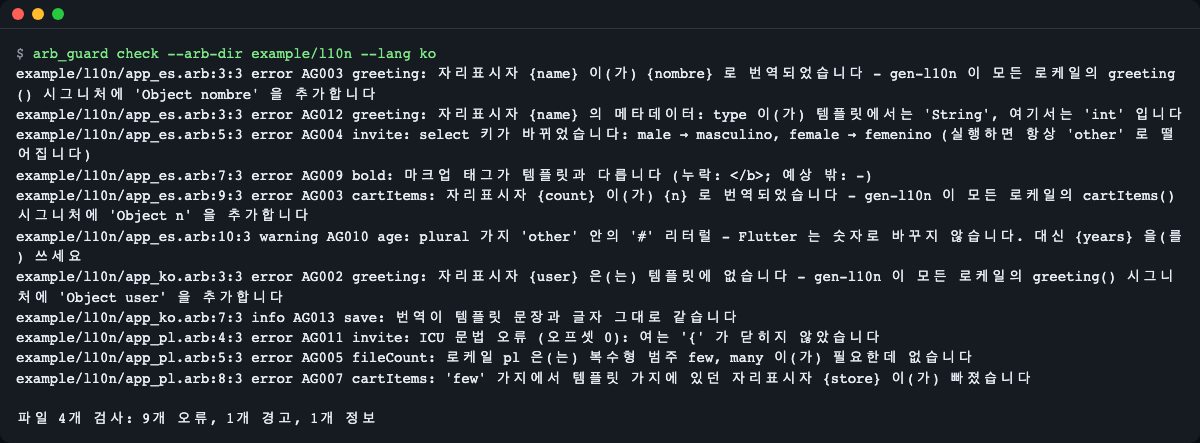 $ arb_guard check --arb-dir example/l10n --lang ko
example/l10n/app_es.arb:3:3 error AG003 greeting: 자리표시자 {name} 이(가) {nombre} 로 번역되었습니다 - gen-l10n 이 모든 로케일의 greeting
() 시그니처에 'Object nombre' 을 추가합니다
example/l10n/app_es.arb:3:3 error AG012 greeting: 자리표시자 {name} 의 메타데이터: type 이(가) 템플릿에서는 'String', 여기서는 'int' 입니다
example/l10n/app_es.arb:5:3 error AG004 invite: select 키가 바뀌었습니다: male → masculino, female → femenino (실행하면 항상 'other' 로 떨
어집니다)
example/l10n/app_es.arb:7:3 error AG009 bold: 마크업 태그가 템플릿과 다릅니다 (누락: </b>; 예상 밖: -)
example/l10n/app_es.arb:9:3 error AG003 cartItems: 자리표시자 {count} 이(가) {n} 로 번역되었습니다 - gen-l10n 이 모든 로케일의 cartItems()
시그니처에 'Object n' 을 추가합니다
example/l10n/app_es.arb:10:3 warning AG010 age: plural 가지 'other' 안의 '#' 리터럴 - Flutter 는 숫자로 바꾸지 않습니다. 대신 {years} 을(를
) 쓰세요
example/l10n/app_ko.arb:3:3 error AG002 greeting: 자리표시자 {user} 은(는) 템플릿에 없습니다 - gen-l10n 이 모든 로케일의 greeting() 시그니
처에 'Object user' 을 추가합니다
example/l10n/app_ko.arb:7:3 info AG013 save: 번역이 템플릿 문장과 글자 그대로 같습니다
example/l10n/app_pl.arb:4:3 error AG011 invite: ICU 문법 오류 (오프셋 0): 여는 '{' 가 닫히지 않았습니다
example/l10n/app_pl.arb:5:3 error AG005 fileCount: 로케일 pl 은(는) 복수형 범주 few, many 이(가) 필요한데 없습니다
example/l10n/app_pl.arb:8:3 error AG007 cartItems: 'few' 가지에서 템플릿 가지에 있던 자리표시자 {store} 이(가) 빠졌습니다
파일 4개 검사: 9개 오류, 1개 경고, 1개 정보